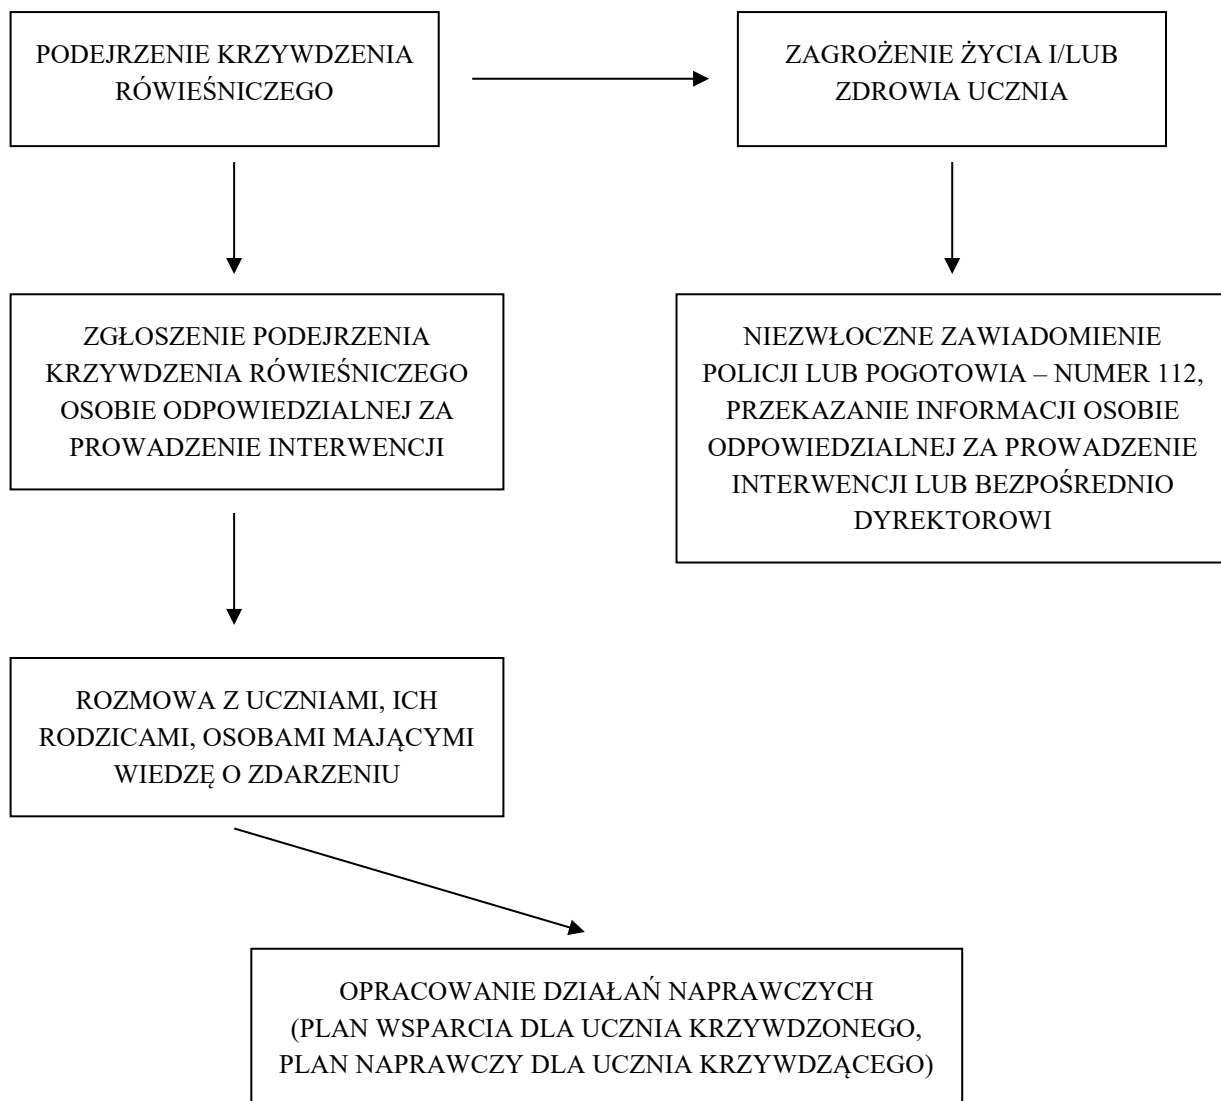 PODEJRZENIE KRZYWDZENIA
RÓWIEŚNICZEGO
ZAGROŻENIE ŻYCIA I/LUB
ZDROWIA UCZNIA
ZGŁOSZENIE PODEJRZENIA
KRZYWDZENIA RÓWIEŚNICZEGO
OSOBIE ODPOWIEDZIALNEJ ZA
PROWADZENIE INTERWENCJI
NIEZWŁOCZNE ZAWIADOMIENIE
POLICJI LUB POGOTOWIA – NUMER 112,
PRZEKAZANIE INFORMACJI OSOBIE
ODPOWIEDZIALNEJ ZA PROWADZENIE
INTERWENCJI LUB BEZPOŚREDNIO
DYREKTOROWI
ROZMOWA Z UCZNIAMI, ICH
RODZICAMI, OSOBAMI MAJĄCYMI
WIEDZĘ O ZDARZENIU
OPRACOWANIE DZIAŁAŃ NAPRAWCZYCH
(PLAN WSPARCIA DLA UCZNIA KRZYWDZONEGO,
PLAN NAPRAWCZY DLA UCZNIA KRZYWDZĄCEGO)